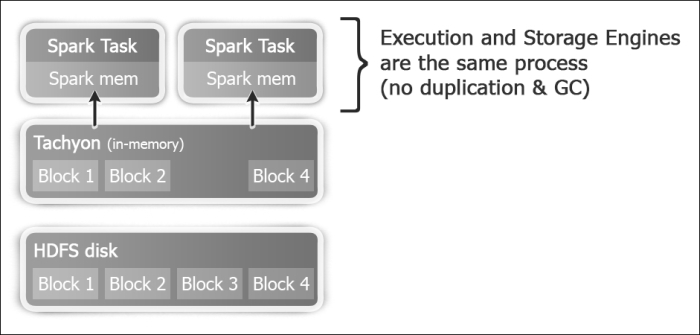 Spark Task
Spark mem
Spark Task
Spark mem
Execution and Storage Engines
are the same process
(no duplication & GC)
Tachyon (in-memory)
Block 1 Block 2 Block 4
HDFS disk
Block 1 Block 2 Block 3 Block 4